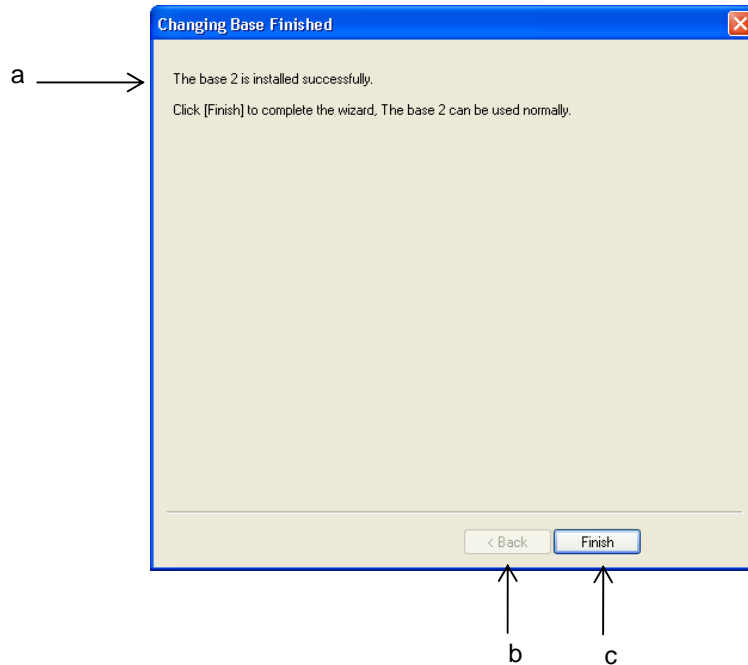 Changing Base Finished
a
The base 2 is installed successfully.
Click [Finish] to complete the wizard, The base 2 can be used normally.
< Back
Finish
b
c